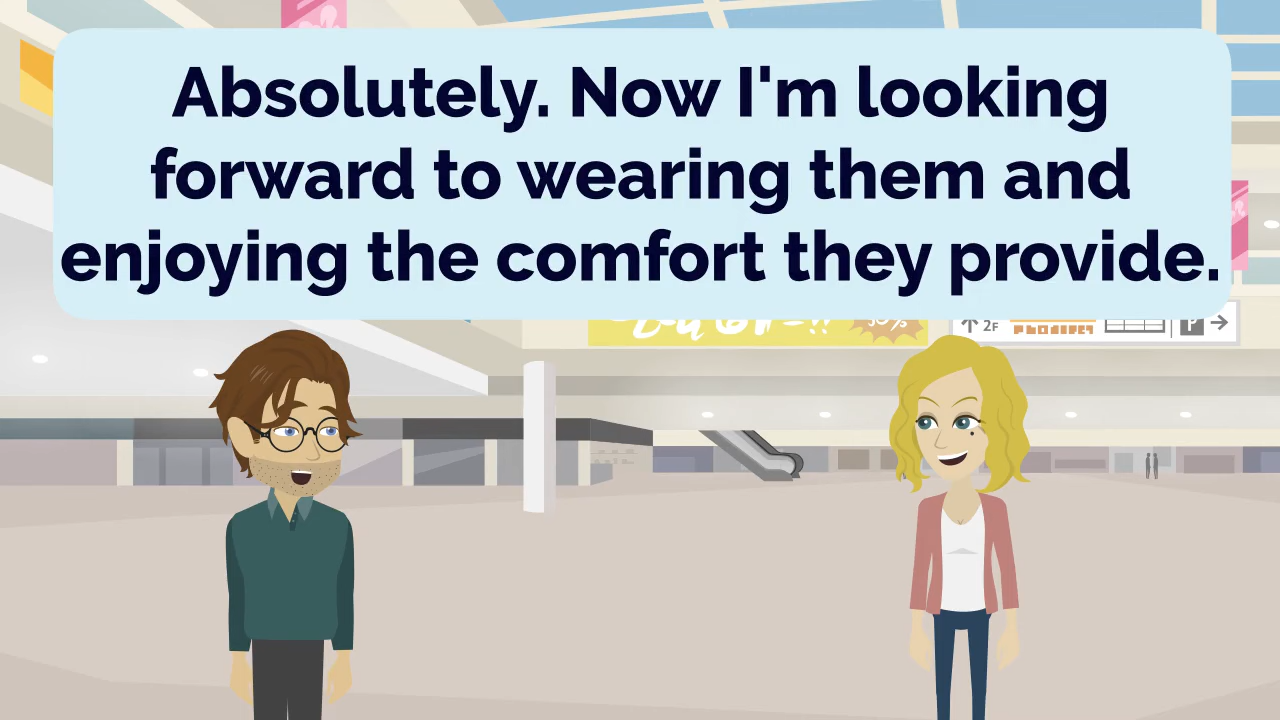 Absolutely. Now I'm looking
forward to wearing them and
enjoying the comfort they provide.
2F
P